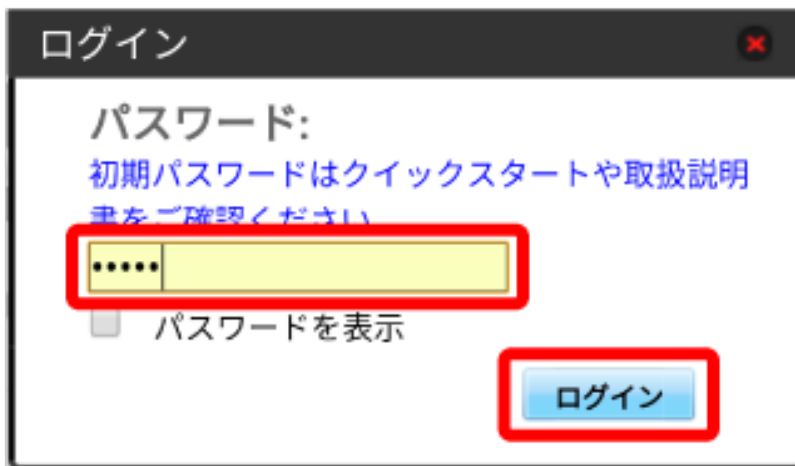 ログイン
パスワード:
初期パスワードはクイックスタートや取扱説明
書をご確認ください
•••••
パスワードを表示
ログイン